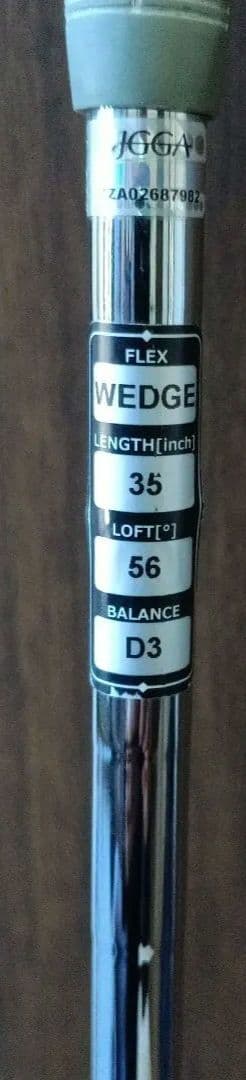 JGGA
ZA02687982
FLEX
WEDGE
LENGTH[inch]
35
LOFT[°]
56
BALANCE
D3